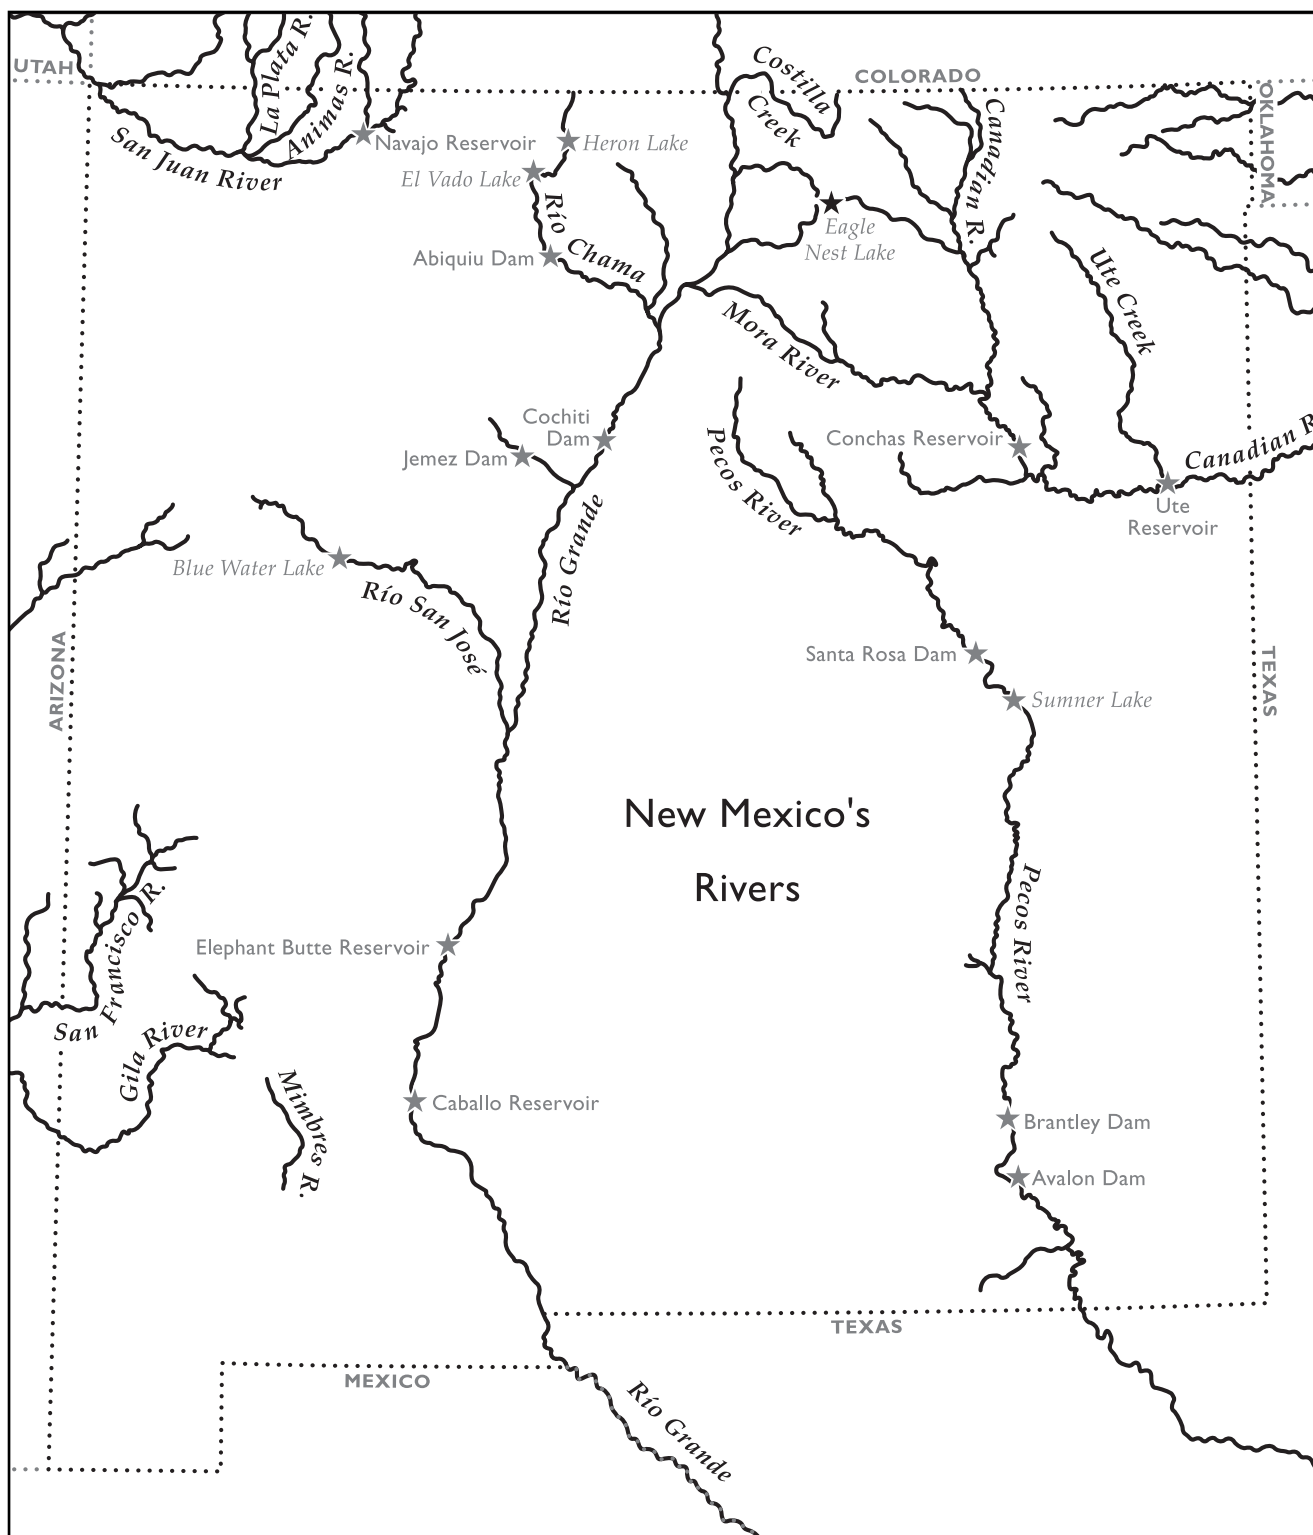 UTAH
COLORADO
OKLAHOMA
La Plata R.
Animas R.
San Juan River
Navajo Reservoir
Heron Lake
El Vado Lake
Río Chama
Abiquiu Dam
Costilla
Creek
Canadian R.
Eagle
Nest Lake
Ute Creek
Mora River
Cochiti
Dam
Jemez Dam
Pecos River
Conchas Reservoir
Canadian R
Ute
Reservoir
Río Grande
Blue Water Lake
Río San José
ARIZONA
Santa Rosa Dam
Sumner Lake
TEXAS
New Mexico's
Rivers
Pecos River
San Francisco R.
Elephant Butte Reservoir
Gila River
Mimbres R.
Caballo Reservoir
Brantley Dam
Avalon Dam
TEXAS
MEXICO
Río Grande